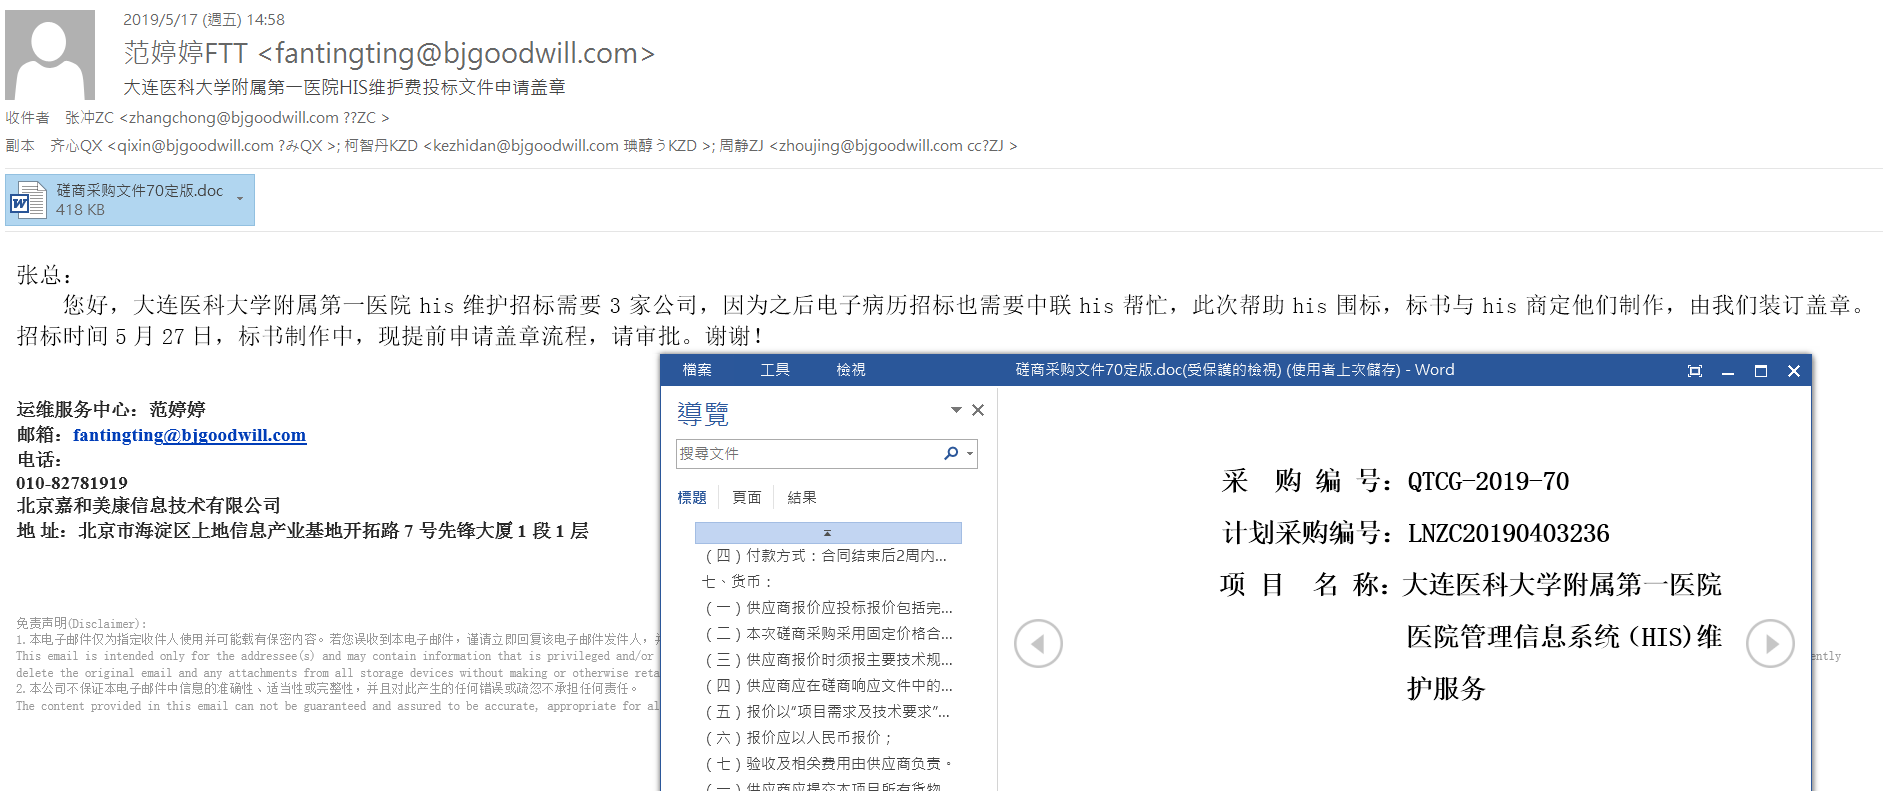 2019/5/17 (週五) 14:58
范婷婷FTT <fantingting@bjgoodwill.com>
大连医科大学附属第一医院HIS维护费投标文件申请盖章
收件者 张冲ZC <zhangchong@bjgoodwill.com ??ZC >
副本 齐心QX <qixin@bjgoodwill.com ?みQX >; 柯智丹KZD <kezhidan@bjgoodwill.com 琠醇うKZD >; 周静ZJ <zhoujing@bjgoodwill.com cc?ZJ >
磋商采购文件70定版.doc
418 KB
张总：
您好，大连医科大学附属第一医院 his 维护招标需要 3 家公司，因为之后电子病历招标也需要中联 his 帮忙，此次帮助 his 围标，标书与 his 商定他们制作，由我们装订盖章。
招标时间 5 月 27 日，标书制作中，现提前申请盖章流程，请审批。谢谢！
运维服务中心：范婷婷
邮箱：fantingting@bjgoodwill.com
电话：
010-82781919
北京嘉和美康信息技术有限公司
地 址：北京市海淀区上地信息产业基地开拓路 7 号先锋大厦 1 段 1 层
免责声明(Disclaimer):
1. 本电子邮件仅为指定收件人使用并可能载有保密内容。若您误收到本电子邮件，谨请立即回复该电子邮件发件人，并
This email is intended only for the addressee(s) and may contain information that is privileged and/or
ently
delete the original email and any attachments from all storage devices without making or otherwise reta
2. 本公司不保证本电子邮件中信息的准确性、适当性或完整性，并且对此产生的任何错误或疏忽不承担任何责任。
The content provided in this email can not be guaranteed and assured to be accurate, appropriate for al
檔案 工具 檢視 磋商采购文件70定版.doc(受保護的檢視) (使用者上次儲存) - Word
導覽
搜尋文件
標題 頁面 結果
（四）付款方式：合同结束后2周内...
七、货币：
（一）供应商报价应投标报价包括完...
（二）本次磋商采购采用固定价格合...
（三）供应商报价时须报主要技术规...
（四）供应商应在磋商响应文件中的...
（五）报价以“项目需求及技术要求”...
（六）报价应以人民币报价；
（七）验收及相关费用由供应商负责。
（一）供应商应提交本项目所有货物
采 购 编 号：QTCG-2019-70
计划采购编号：LNZC20190403236
项 目 名 称：大连医科大学附属第一医院
医院管理信息系统（HIS)维
护服务